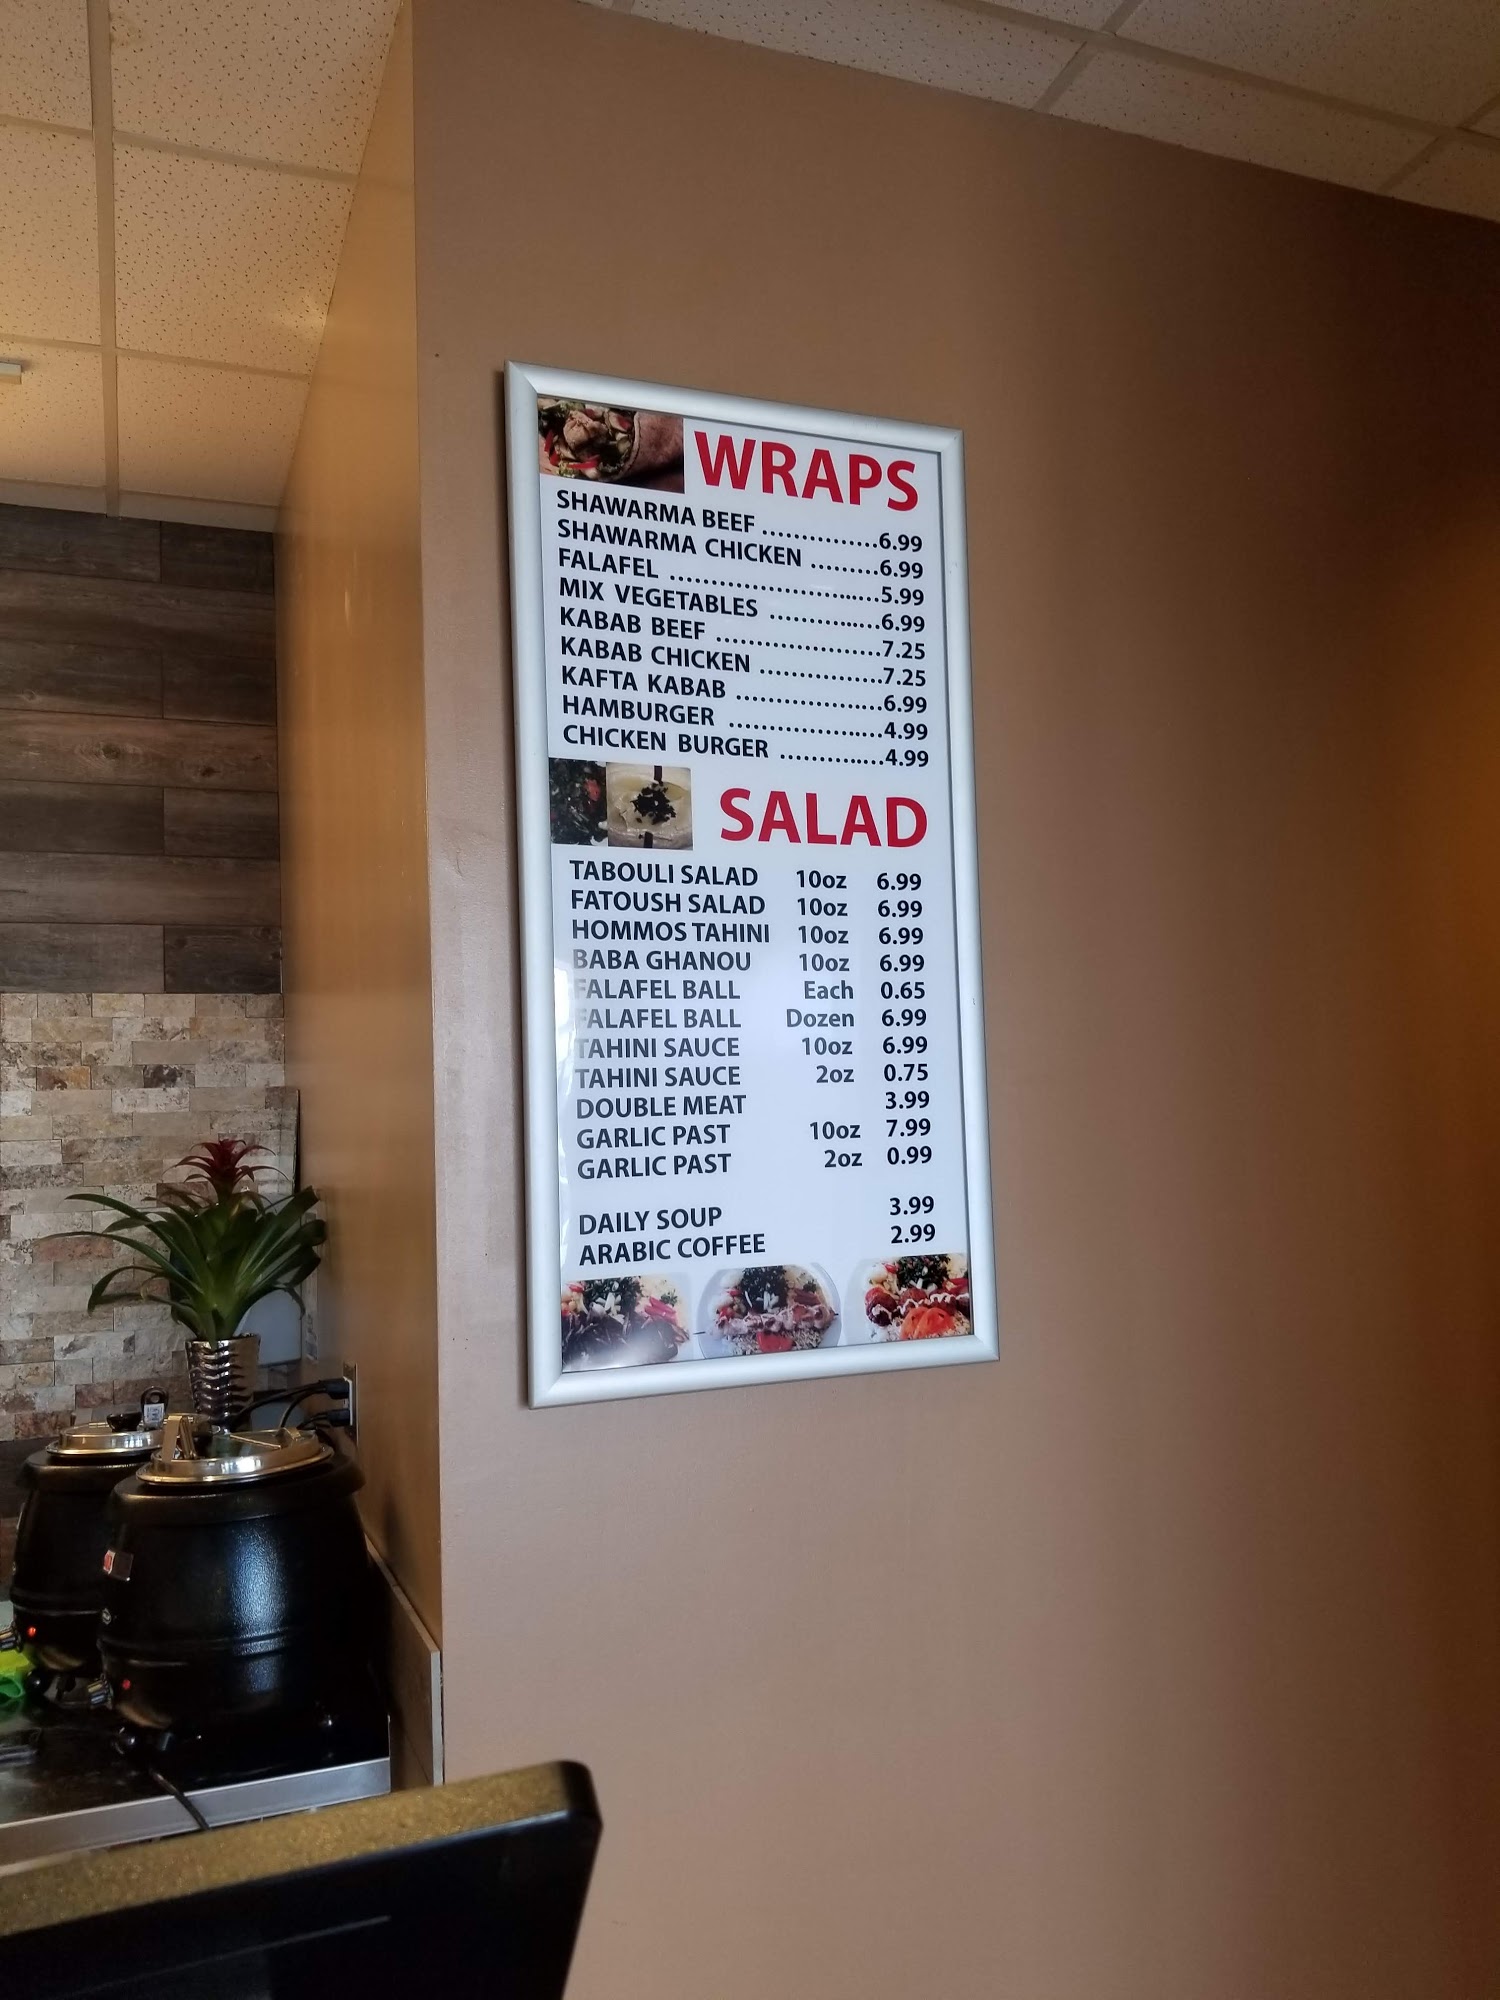 WRAPS
SHAWARMA BEEF ...............6.99
SHAWARMA CHICKEN .........6.99
FALAFEL ..........................5.99
MIX VEGETABLES ..............6.99
KABAB BEEF .....................7.25
KABAB CHICKEN ................7.25
KAFTA KABAB ...................6.99
HAMBURGER ....................4.99
CHICKEN BURGER .............4.99
SALAD
TABOULI SALAD 10oz 6.99
FATOUSH SALAD 10oz 6.99
HOMMOS TAHINI 10oz 6.99
BABA GHANOU 10oz 6.99
FALAFEL BALL Each 0.65
FALAFEL BALL Dozen 6.99
TAHINI SAUCE 10oz 6.99
TAHINI SAUCE 2oz 0.75
DOUBLE MEAT 3.99
GARLIC PAST 10oz 7.99
GARLIC PAST 2oz 0.99
DAILY SOUP 3.99
ARABIC COFFEE 2.99